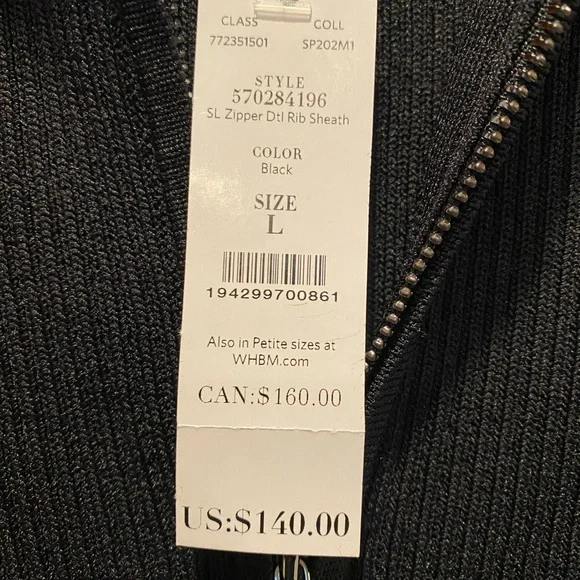 CLASS COLL
772351501 SP202M1
STYLE
570284196
SL Zipper Dtl Rib Sheath
COLOR
Black
SIZE
L
194299700861
Also in Petite sizes at
WHBM.com
CAN:$160.00
US:$140.00